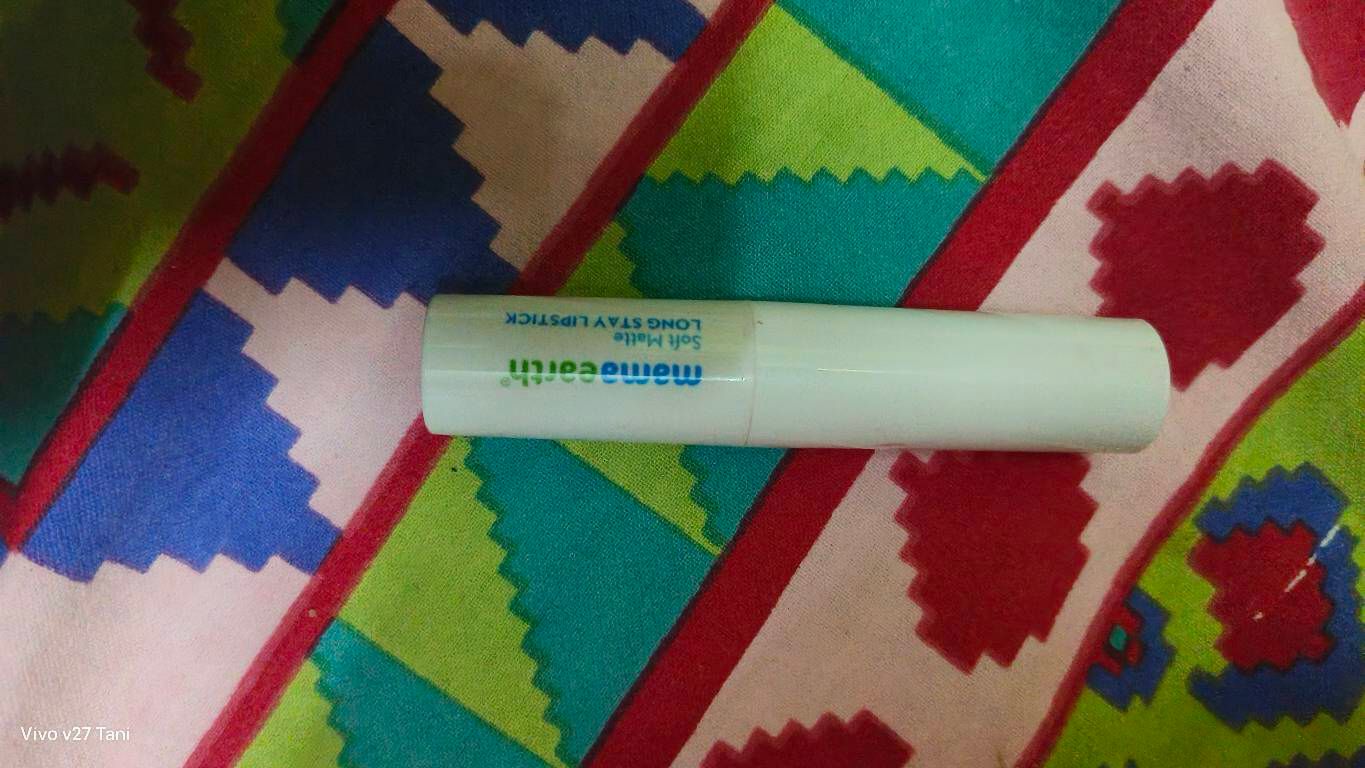 mamaearth®
Soft Matte
LONG STAY LIPSTICK
Vivo v27 Tani